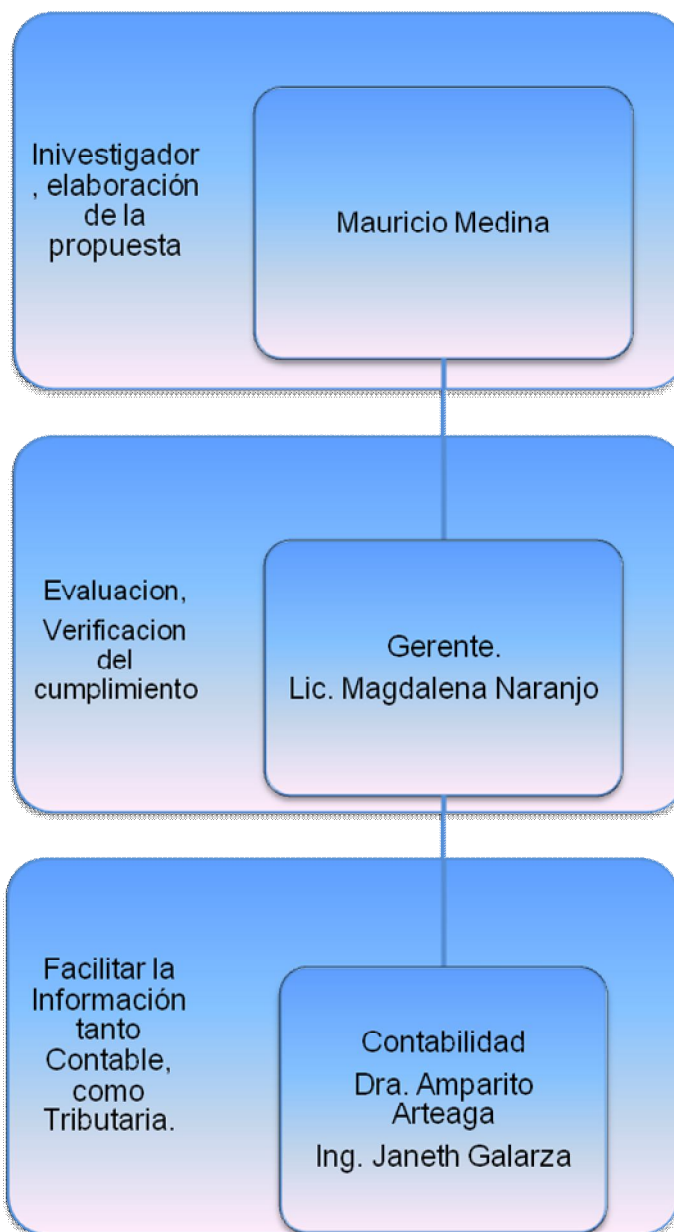 Inivestigador
, elaboración
de la
propuesta
Mauricio Medina
Evaluacion,
Verificacion
del
cumplimiento
Gerente.
Lic. Magdalena Naranjo
Facilitar la
Información
tanto
Contable,
como
Tributaria.
Contabilidad
Dra. Amparito
Arteaga
Ing. Janeth Galarza